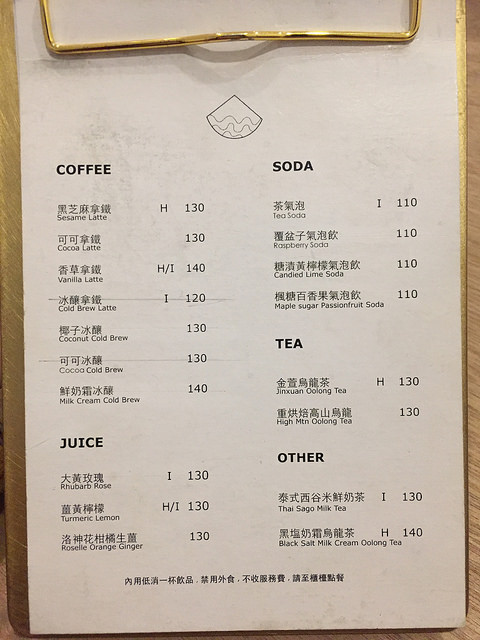 COFFEE
黑芝麻拿鐵 H 130
Sesame Latte
可可拿鐵 130
Cocoa Latte
香草拿鐵 H/I 140
Vanilla Latte
冰釀拿鐵 I 120
Cold Brew Latte
椰子冰釀 130
Coconut Cold Brew
可可冰釀 130
Cocoa Cold Brew
鮮奶霜冰釀 140
Milk Cream Cold Brew
JUICE
大黃玫瑰 I 130
Rhubarb Rose
薑黃檸檬 H/I 130
Turmeric Lemon
洛神花柑橘生薑 130
Roselle Orange Ginger
SODA
茶氣泡 I 110
Tea Soda
覆盆子氣泡飲 110
Raspberry Soda
糖漬黃檸檬氣泡飲 110
Candied Lime Soda
楓糖百香果氣泡飲 110
Maple sugar Passionfruit Soda
TEA
金萱烏龍茶 H 130
Jinxuan Oolong Tea
重烘焙高山烏龍 130
High Mtn Oolong Tea
OTHER
泰式西谷米鮮奶茶 I 130
Thai Sago Milk Tea
黑塩奶霜烏龍茶 H 140
Black Salt Milk Cream Oolong Tea
內用低消一杯飲品．禁用外食，不收服務費，請至櫃檯點餐